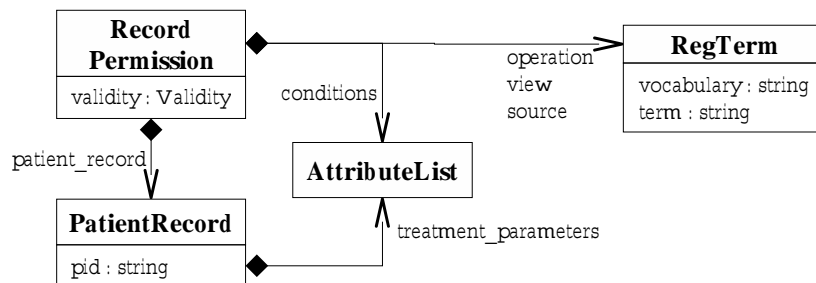 Record
Permission
validity : Validity
operation
view
source
RegTerm
vocabulary : string
term : string
conditions
patient_record
AttributeList
PatientRecord
pid : string
treatment_parameters